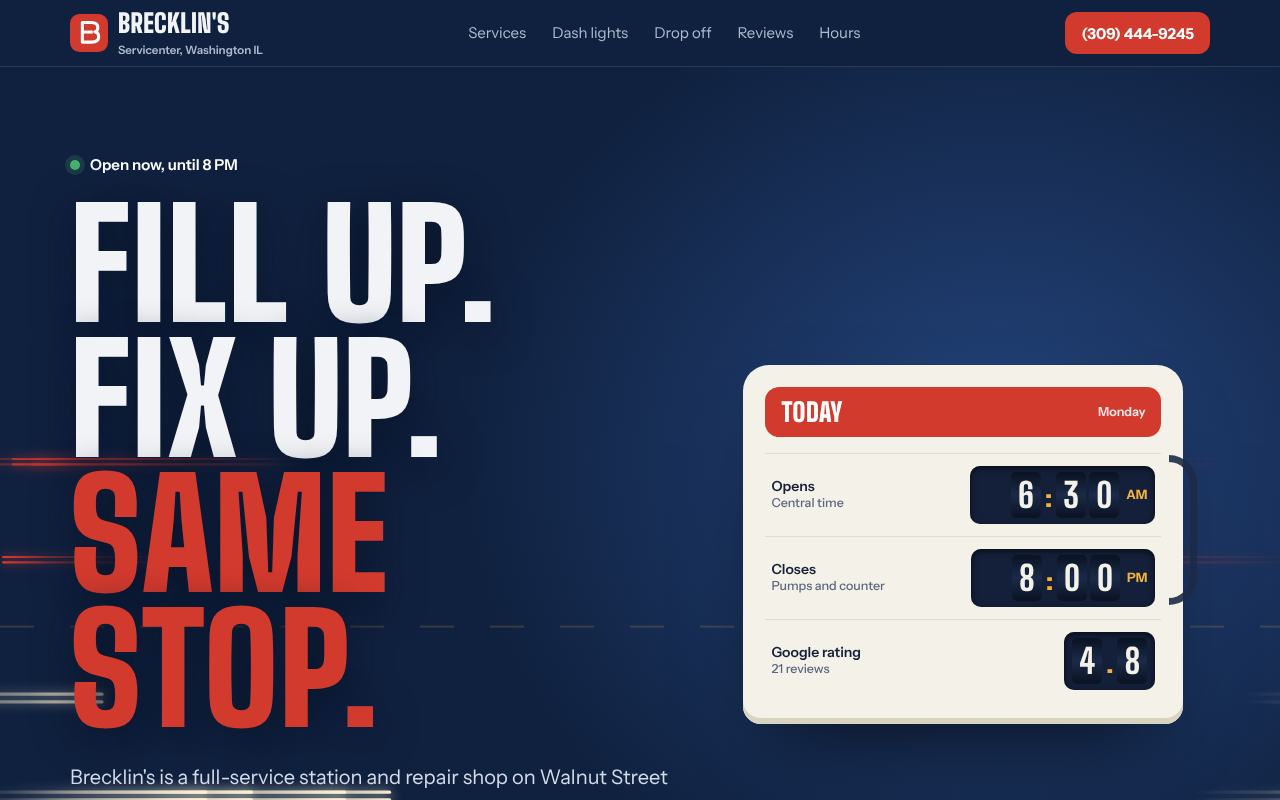 B
BRECKLIN'S
Servicenter, Washington IL
Services
Dash lights
Drop off
Reviews
Hours
(309) 444-9245
Open now, until 8 PM
FILL UP.
FIX UP.
SAME
STOP.
Brecklin's is a full-service station and repair shop on Walnut Street
TODAY
Monday
Opens
Central time
6:30 AM
Closes
Pumps and counter
8:00 PM
Google rating
21 reviews
4.8